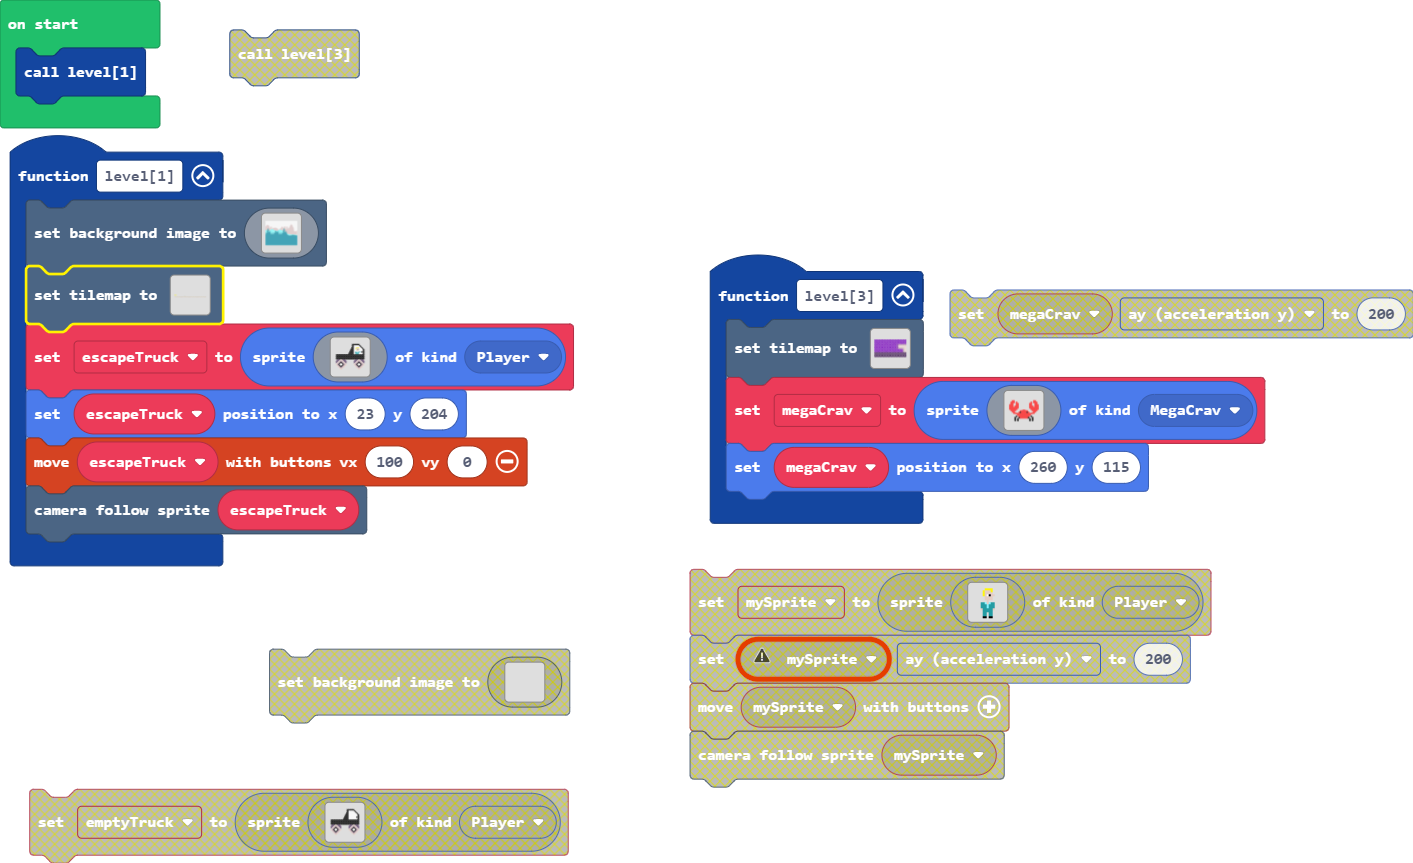 on start
call level[1]
call level[3]
function level[1]
set background image to
set tilemap to
set escapeTruck to sprite of kind Player
set escapeTruck position to x 23 y 204
move escapeTruck with buttons vx 100 vy 0
camera follow sprite escapeTruck
function level[3]
set tilemap to
set megaCrav to sprite of kind MegaCrav
set megaCrav position to x 260 y 115
set megaCrav ay (acceleration y) to 200
set mySprite to sprite of kind Player
set mySprite ay (acceleration y) to 200
move mySprite with buttons
camera follow sprite mySprite
set background image to
set emptyTruck to sprite of kind Player